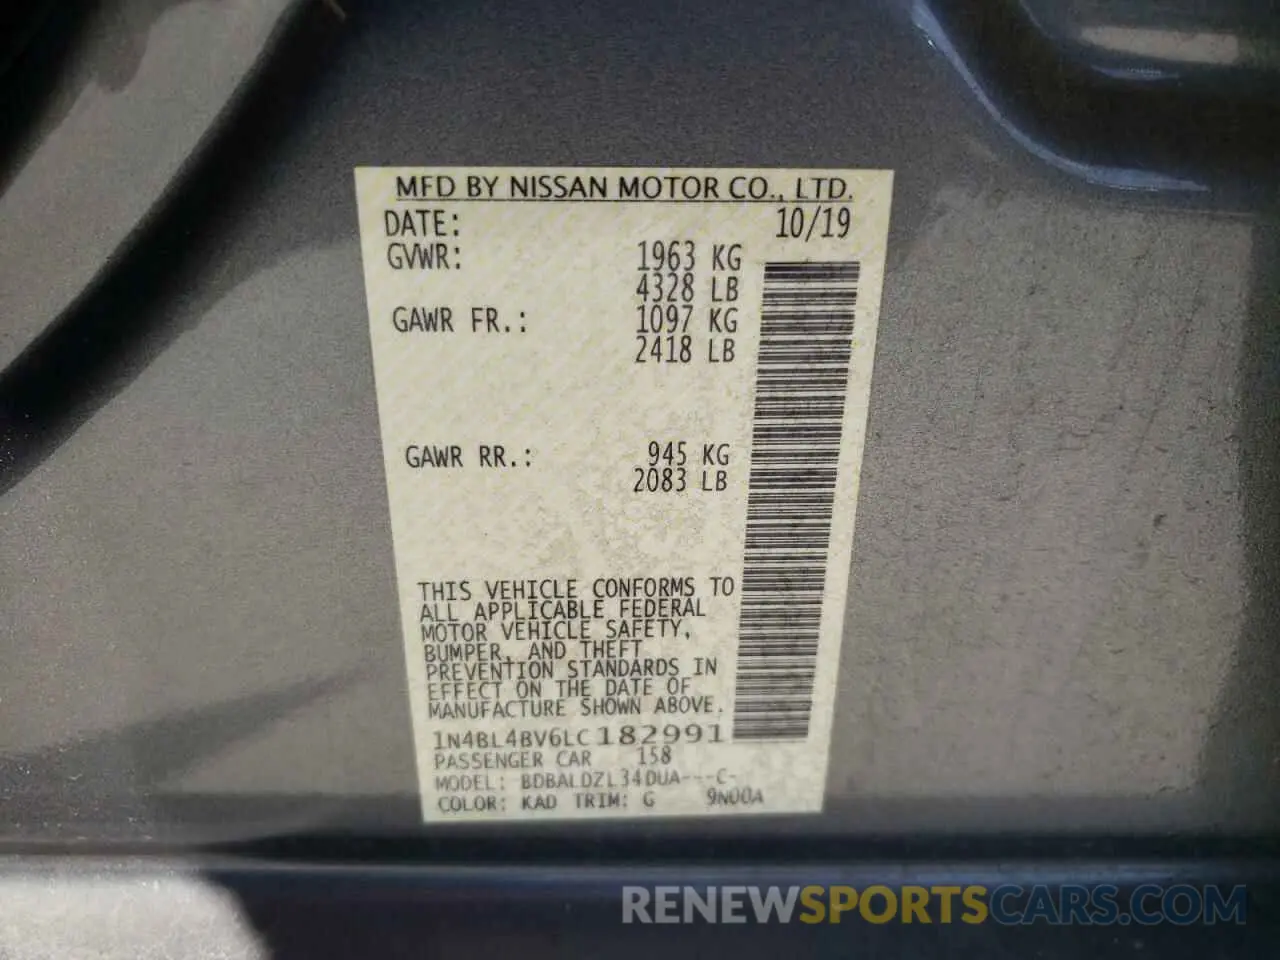 MFD BY NISSAN MOTOR CO., LTD.
DATE: 10/19
GVWR: 1963 KG
4328 LB
GAWR FR.: 1097 KG
2418 LB
GAWR RR.: 945 KG
2083 LB
THIS VEHICLE CONFORMS TO
ALL APPLICABLE FEDERAL
MOTOR VEHICLE SAFETY,
BUMPER, AND THEFT
PREVENTION STANDARDS IN
EFFECT ON THE DATE OF
MANUFACTURE SHOWN ABOVE.
1N4BL4BV6LC182991
PASSENGER CAR 158
MODEL: BDBALDZL34DUA---C-
COLOR: KAD TRIM: G 9N00A
RENEWSPORTSCARS.COM